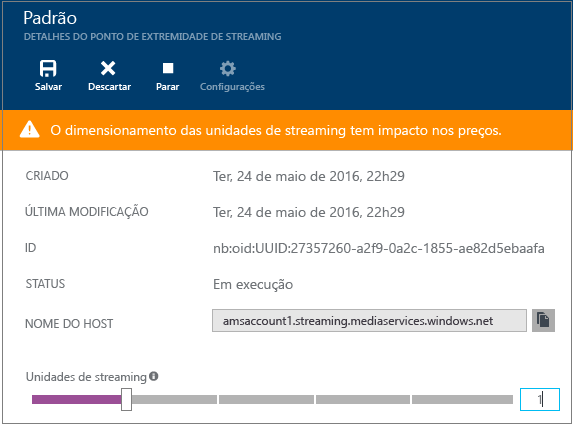 Padrão
DETALHES DO PONTO DE EXTREMIDADE DE STREAMING
Salvar Descartar Parar Configurações
O dimensionamento das unidades de streaming tem impacto nos preços.
CRIADO Ter, 24 de maio de 2016, 22h29
ÚLTIMA MODIFICAÇÃO Ter, 24 de maio de 2016, 22h29
ID nb:oid:UUID:27357260-a2f9-0a2c-1855-ae82d5ebaafa
STATUS Em execução
NOME DO HOST amsaccount1.streaming.mediaservices.windows.net
Unidades de streaming
1